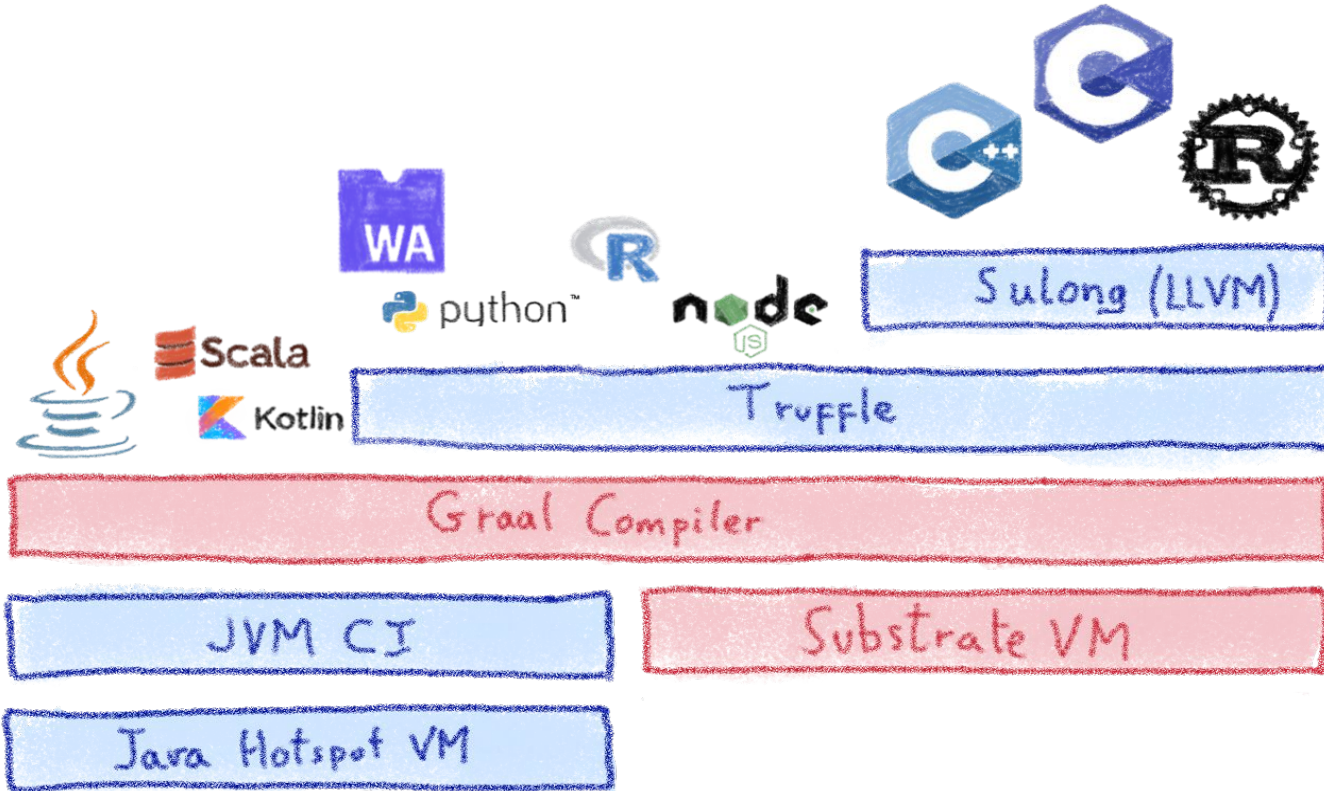 C
C++
R
WA
R
python™
node
JS
Sulong (LLVM)
Scala
Kotlin
Truffle
Graal Compiler
JVM CI
Substrate VM
Java Hotspot VM